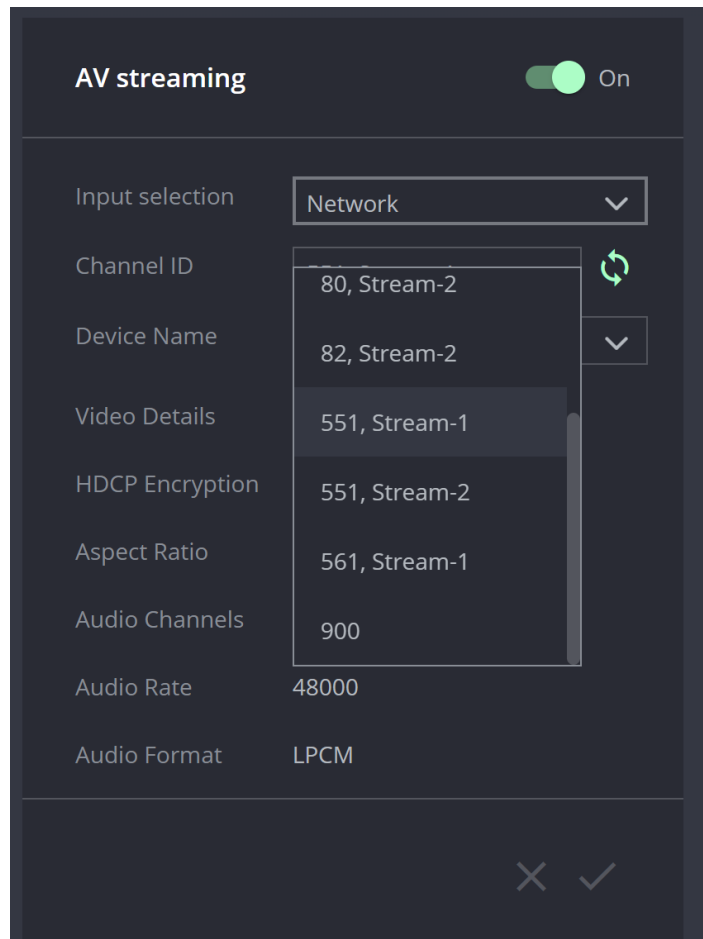 AV streaming On
Input selection Network
Channel ID
80, Stream-2
Device Name
82, Stream-2
Video Details
551, Stream-1
HDCP Encryption
551, Stream-2
Aspect Ratio
561, Stream-1
Audio Channels
900
Audio Rate 48000
Audio Format LPCM